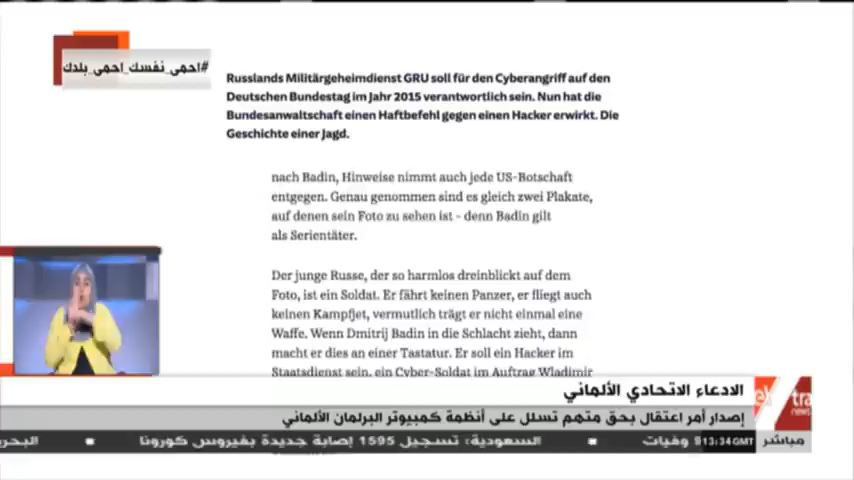 #احمى_نفسك_احمى_بلدك
Russlands Militärgeheimdienst GRU soll für den Cyberangriff auf den
Deutschen Bundestag im Jahr 2015 verantwortlich sein. Nun hat die
Bundesanwaltschaft einen Haftbefehl gegen einen Hacker erwirkt. Die
Geschichte einer Jagd.
nach Badin, Hinweise nimmt auch jede US-Botschaft
entgegen. Genau genommen sind es gleich zwei Plakate,
auf denen sein Foto zu sehen ist - denn Badin gilt
als Serientäter.
Der junge Russe, der so harmlos dreinblickt auf dem
Foto, ist ein Soldat. Er fährt keinen Panzer, er fliegt auch
keinen Kampfjet, vermutlich trägt er nicht einmal eine
Waffe. Wenn Dmitrij Badin in die Schlacht zieht, dann
macht er dies an einer Tastatur. Er soll ein Hacker im
Staatsdienst sein, ein Cyber-Soldat im Auftrag Wladimir
الادعاء الاتحادي الألماني
إصدار أمر اعتقال بحق متهم تسلل على أنظمة كمبيوتر البرلمان الألماني
مباشر
13:34 GMT
9 وفيات
السعودية: تسجيل 1595 إصابة جديدة بفيروس كورونا